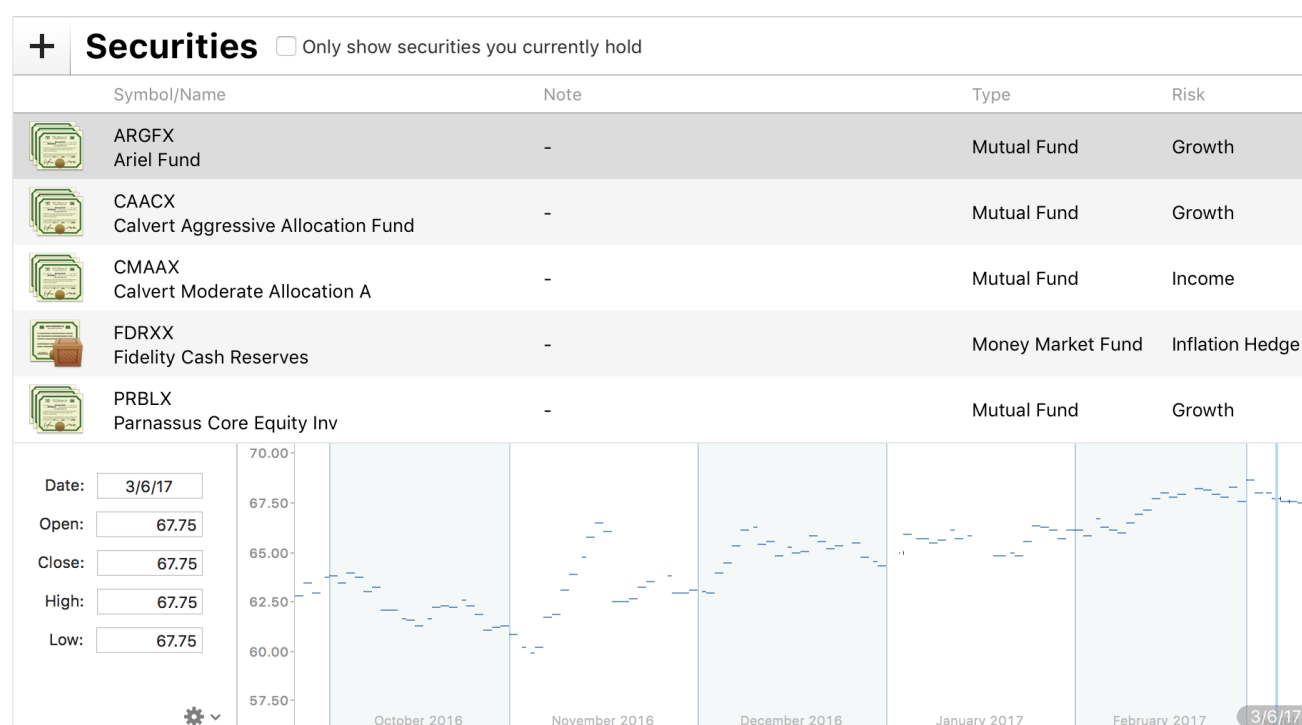 + Securities Only show securities you currently hold
Symbol/Name Note Type Risk
ARGFX
Ariel Fund - Mutual Fund Growth
CAACX
Calvert Aggressive Allocation Fund - Mutual Fund Growth
CMAAX
Calvert Moderate Allocation A - Mutual Fund Income
FDRXX
Fidelity Cash Reserves - Money Market Fund Inflation Hedge
PRBLX
Parnassus Core Equity Inv - Mutual Fund Growth
Date: 3/6/17
Open: 67.75
Close: 67.75
High: 67.75
Low: 67.75
70.00
67.50
65.00
62.50
60.00
57.50
October 2016 November 2016 December 2016 January 2017 February 2017 3/6/17